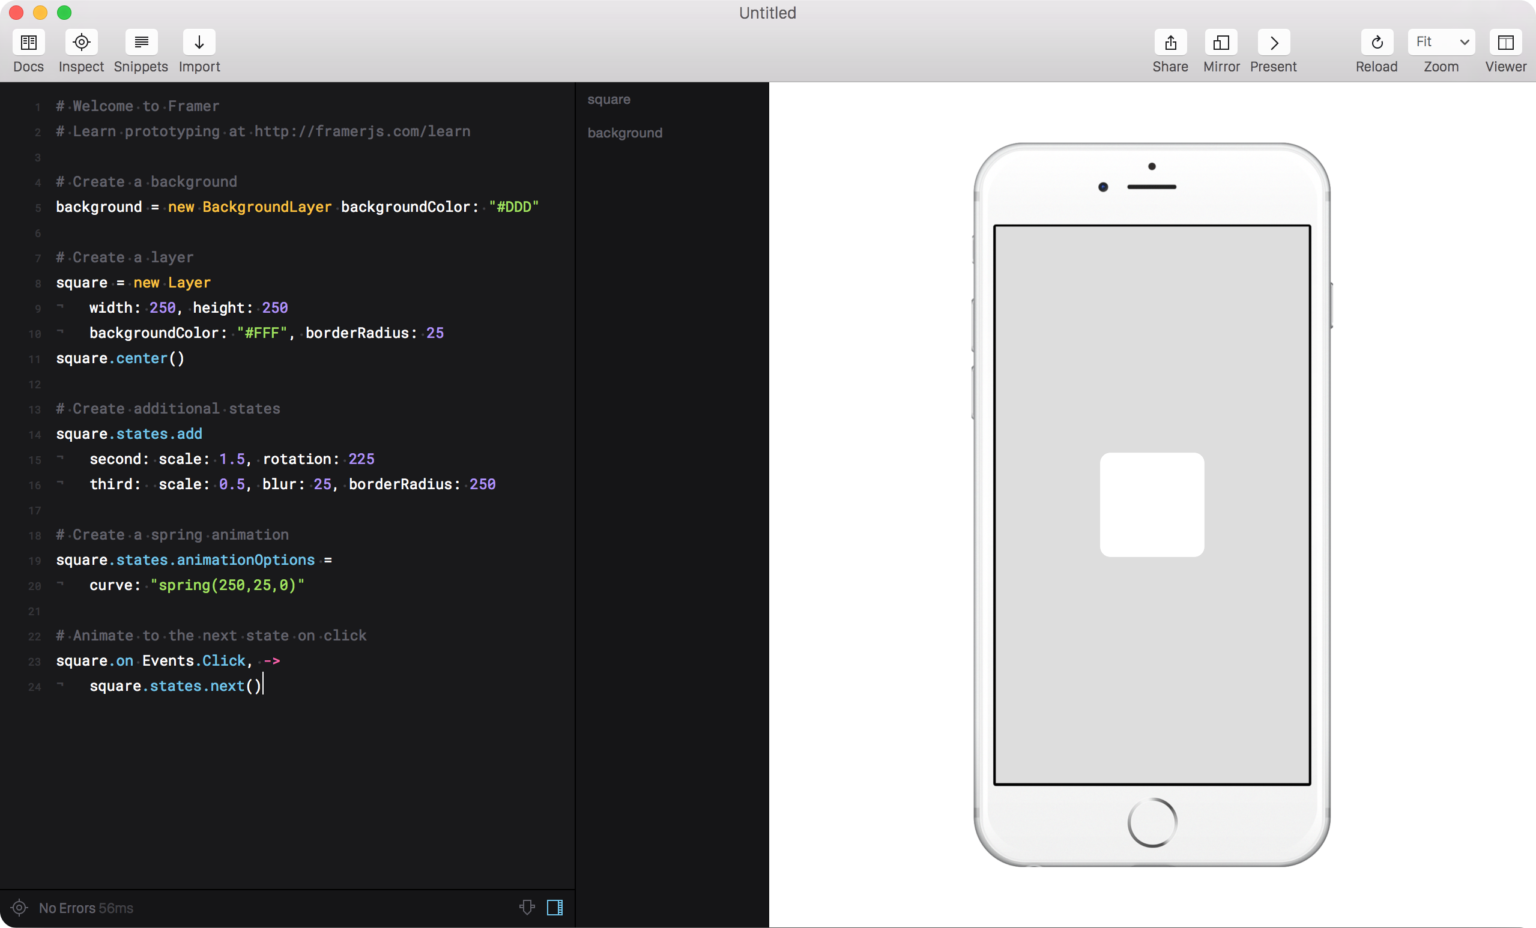 Untitled
Docs Inspect Snippets Import Share Mirror Present Reload Fit Zoom Viewer
1 # Welcome to Framer
2 # Learn prototyping at http://framerjs.com/learn
3
4 # Create a background
5 background = new BackgroundLayer backgroundColor: "#DDD"
6
7 # Create a layer
8 square = new Layer
9 width: 250, height: 250
10 backgroundColor: "#FFF", borderRadius: 25
11 square.center()
12
13 # Create additional states
14 square.states.add
15 second: scale: 1.5, rotation: 225
16 third: scale: 0.5, blur: 25, borderRadius: 250
17
18 # Create a spring animation
19 square.states.animationOptions =
20 curve: "spring(250,25,0)"
21
22 # Animate to the next state on click
23 square.on Events.Click, ->
24 square.states.next()
No Errors 56ms
square
background